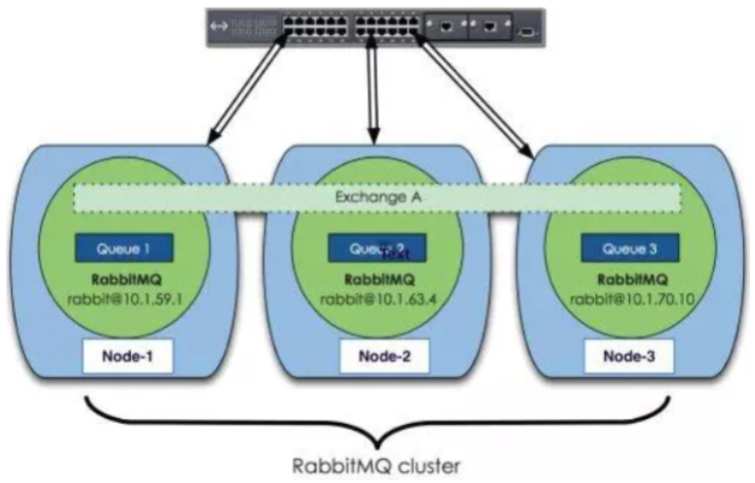 Exchange A
Queue 1
Queue 2
Text
Queue 3
RabbitMQ
rabbit@10.1.59.1
RabbitMQ
rabbit@10.1.63.4
RabbitMQ
rabbit@10.1.70.10
Node-1
Node-2
Node-3
RabbitMQ cluster